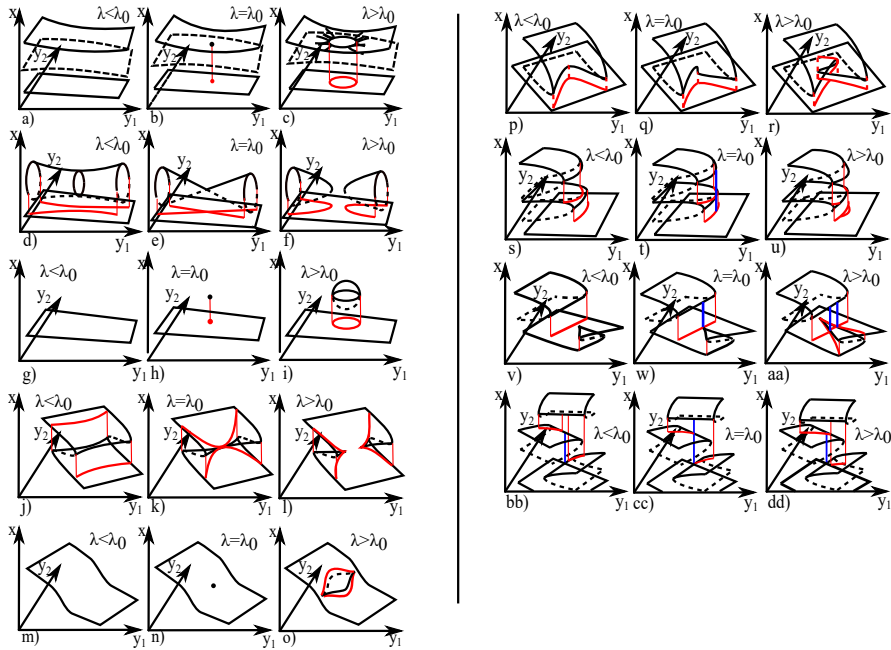 x λ<λ0 y2 a) y1
x λ=λ0 y2 b) y1
x λ>λ0 y2 c) y1
x λ<λ0 y2 d) y1
x λ=λ0 y2 e) y1
x λ>λ0 y2 f) y1
x λ<λ0 y2 g) y1
x λ=λ0 y2 h) y1
x λ>λ0 y2 i) y1
x λ<λ0 y2 j) y1
x λ=λ0 y2 k) y1
x λ>λ0 y2 l) y1
x λ<λ0 y2 m) y1
x λ=λ0 y2 n) y1
x λ>λ0 y2 o) y1
x λ<λ0 y2 p) y1
x λ=λ0 y2 q) y1
x λ>λ0 y2 r) y1
x λ<λ0 y2 s) y1
x λ=λ0 y2 t) y1
x λ>λ0 y2 u) y1
x λ<λ0 y2 v) y1
x λ=λ0 y2 w) y1
x λ>λ0 y2 aa) y1
x λ<λ0 y2 bb) y1
x λ=λ0 y2 cc) y1
x λ>λ0 y2 dd) y1